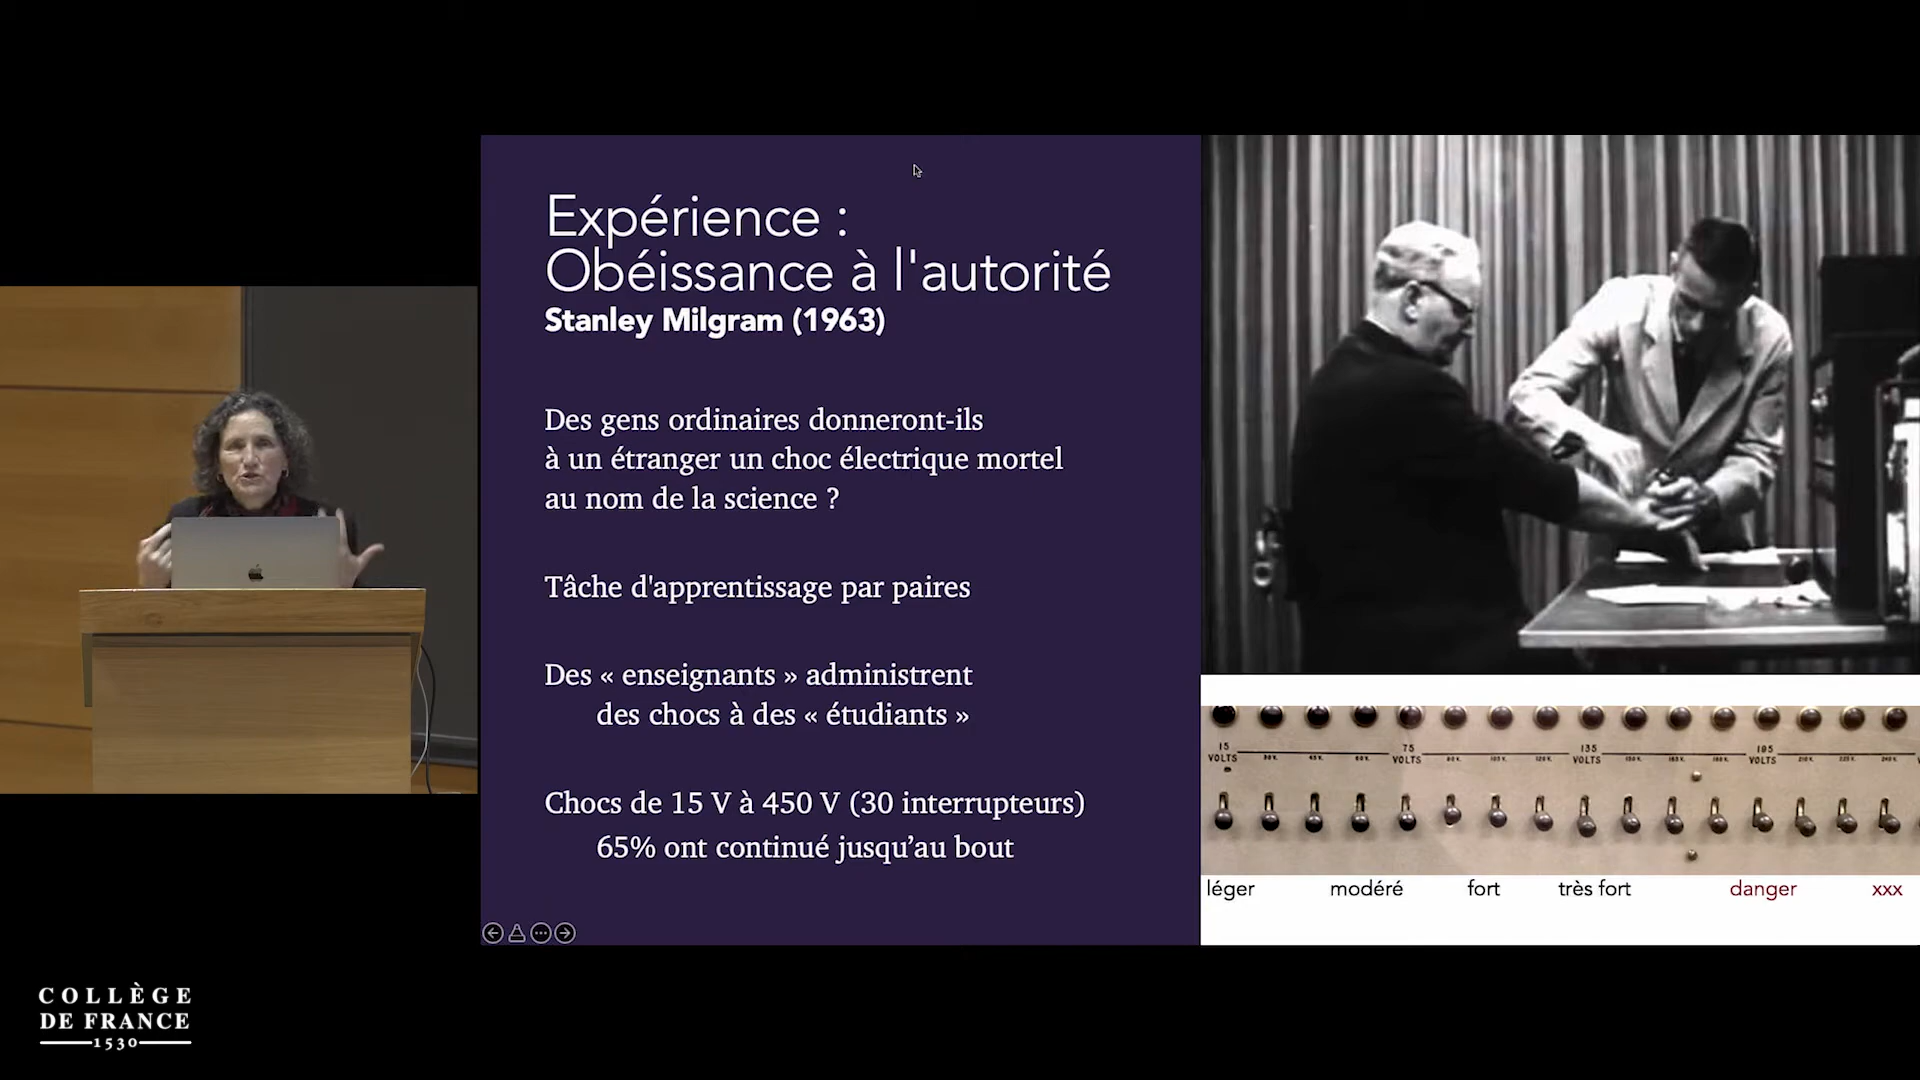 Expérience :
Obéissance à l'autorité
Stanley Milgram (1963)
Des gens ordinaires donneront-ils
à un étranger un choc électrique mortel
au nom de la science ?
Tâche d'apprentissage par paires
Des « enseignants » administrent
des chocs à des « étudiants »
Chocs de 15 V à 450 V (30 interrupteurs)
65% ont continué jusqu’au bout
15 75 135 195
VOLTS VOLTS VOLTS VOLTS
léger modéré fort très fort danger xxx
COLLÈGE
DE FRANCE
1530